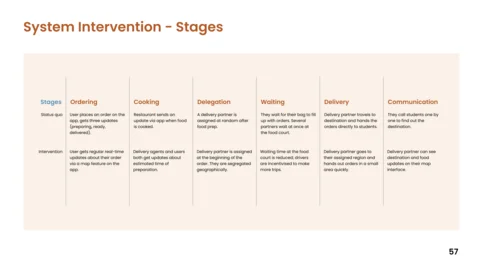 System Intervention - Stages
Stages Ordering Cooking Delegation Waiting Delivery Communication
Status quo
User places an order on the
app, gets three updates
(preparing, ready,
delivered).
Restaurant sends an
update via app when food
is cooked.
A delivery partner is
assigned at random after
food prep.
They wait for their bag to fill
up with orders. Several
partners wait at once at
the food court.
Delivery partner travels to
destination and hands the
orders directly to students.
They call students one by
one to find out the
destination.
Intervention
User gets regular real-time
updates about their order
via a map feature on the
app.
Delivery agents and users
both get updates about
estimated time of
preparation.
Delivery partner is assigned
at the beginning of the
order. They are segregated
geographically.
Waiting time at the food
court is reduced; drivers
are incentivised to make
more trips.
Delivery partner goes to
their assigned region and
hands out orders in a small
area quickly.
Delivery partner can see
destination and food
updates on their map
interface.
57